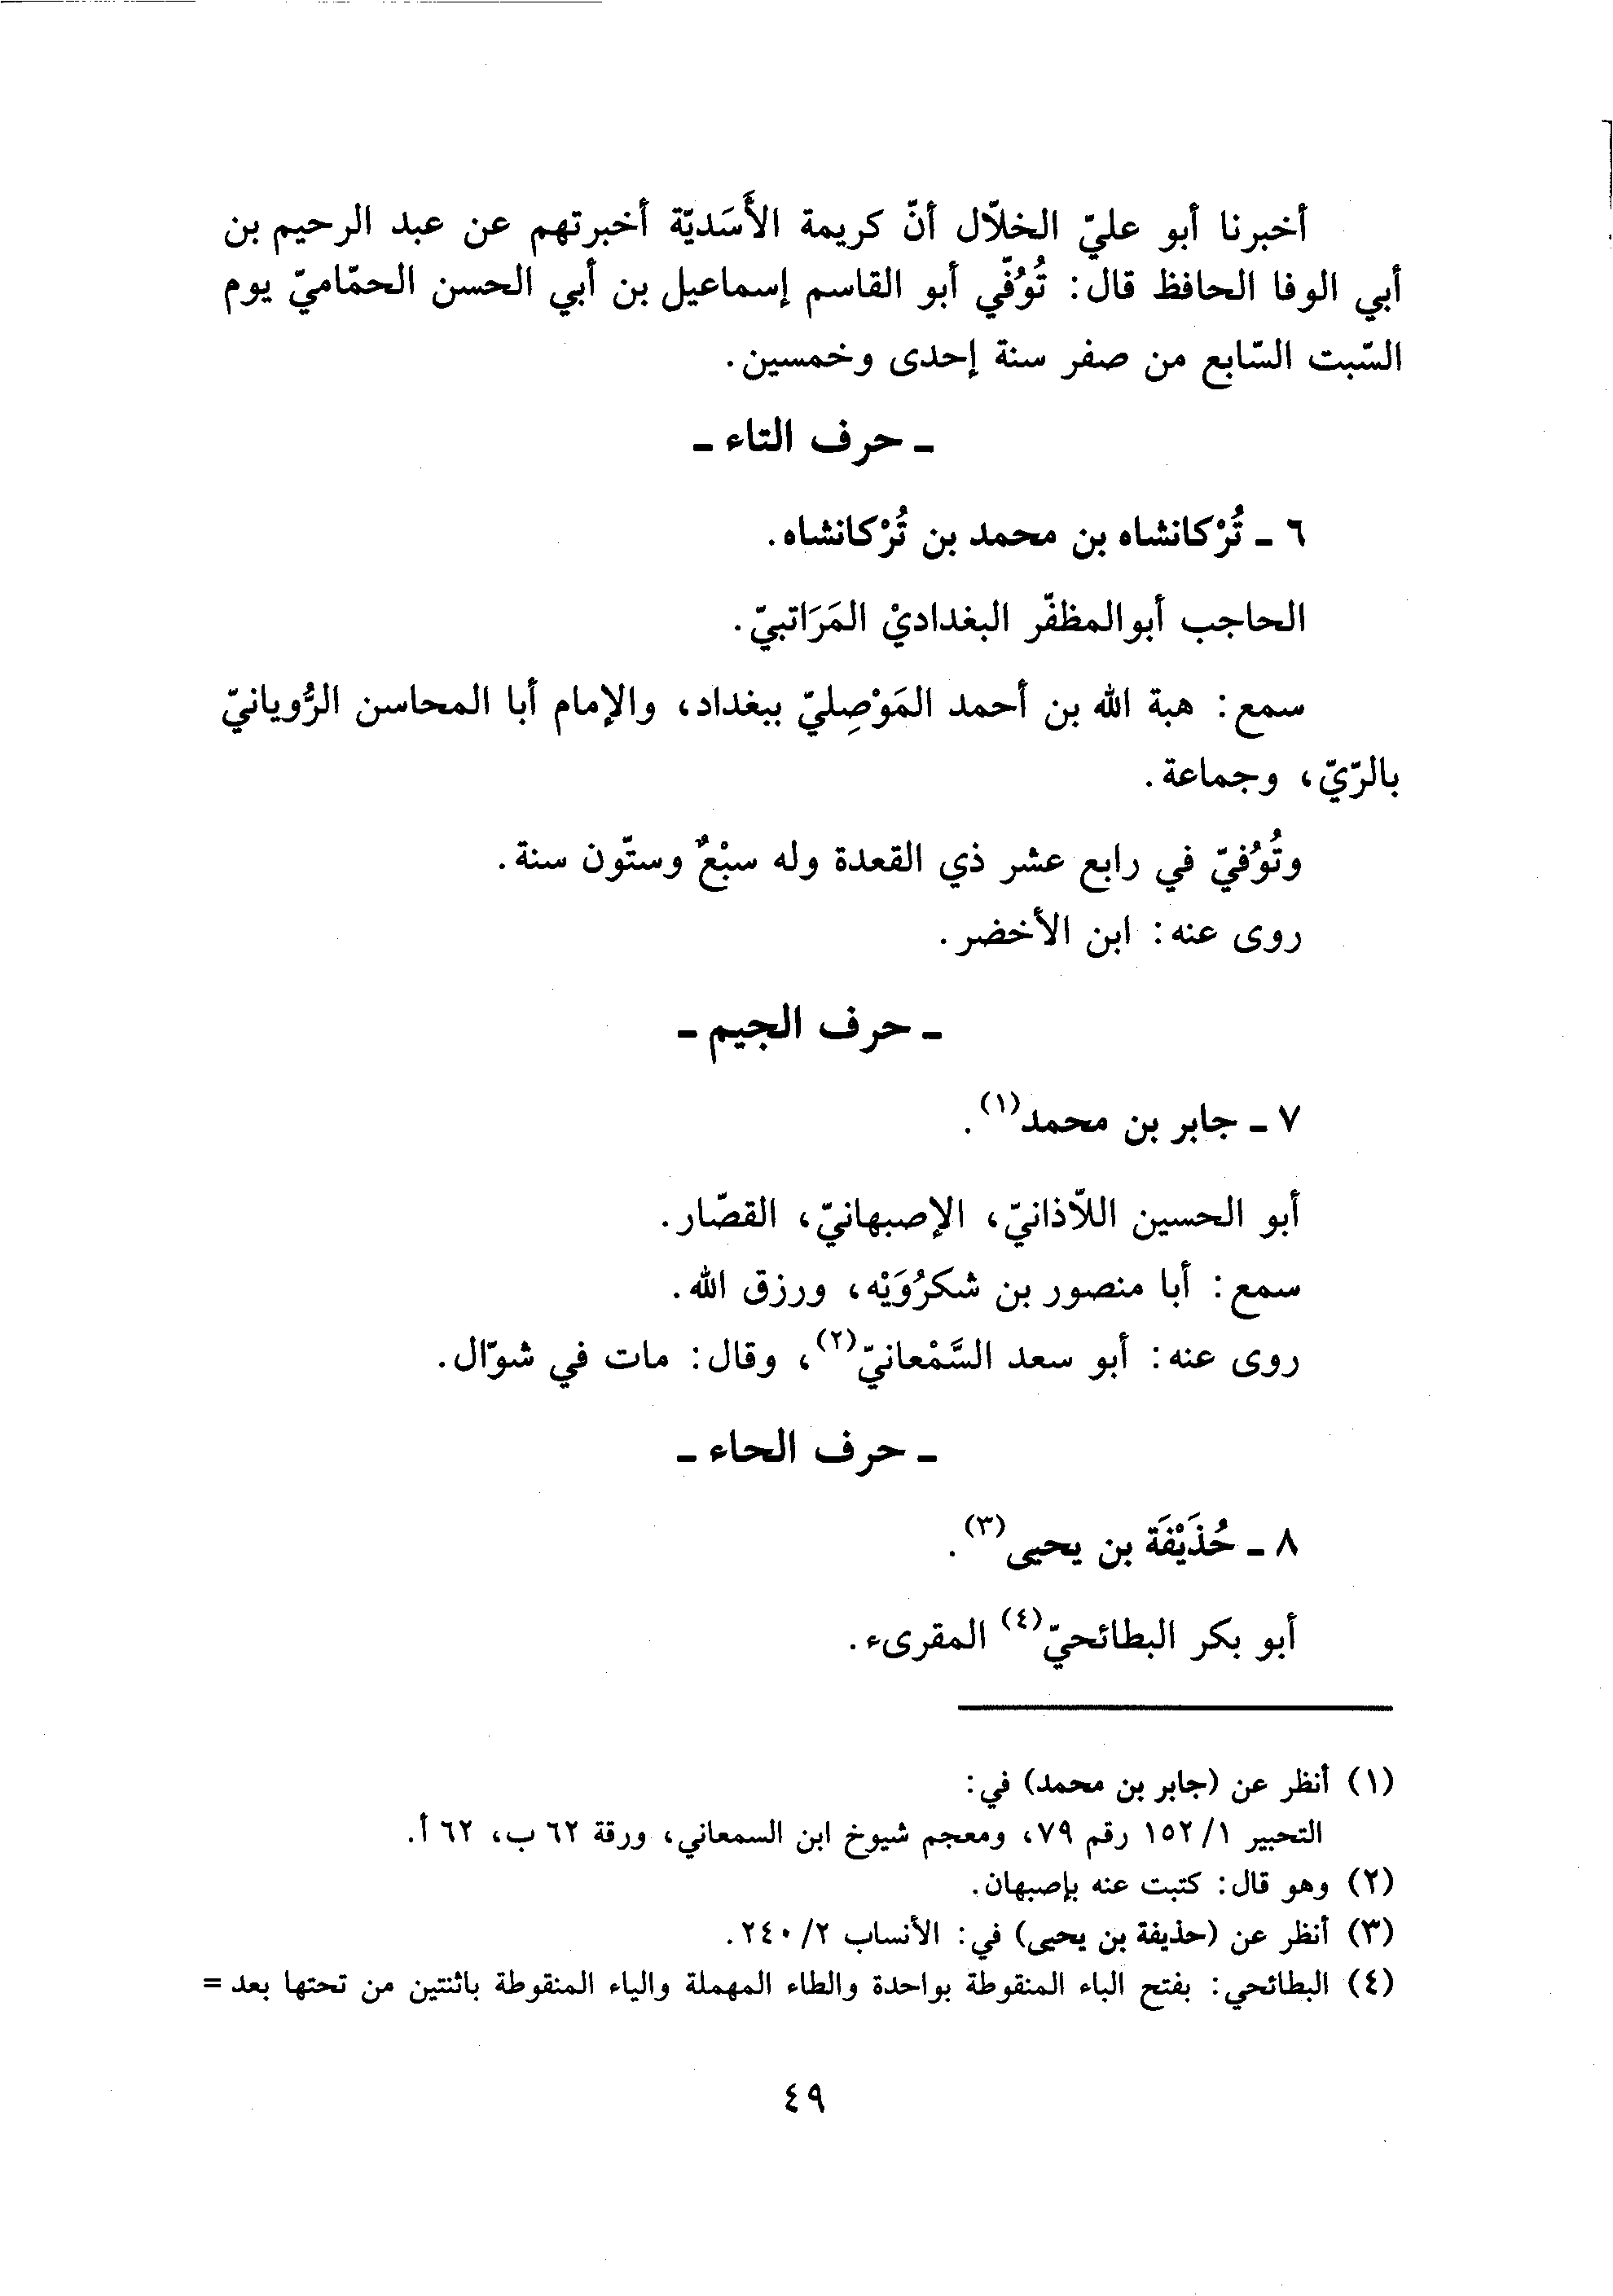 أخبرنا أبو عليّ الخلاّل أنّ كريمة الأَسَديّة أخبرتهم عن عبد الرحيم بن
أبي الوفا الحافظ قال: تُوُفّي أبو القاسم إسماعيل بن أبي الحسن الحمّاميّ يوم
السّبت السّابع من صفر سنة إحدى وخمسين.
ـ حرف التاء ـ
٦ ـ تُرْكانشاه بن محمد بن تُرْكانشاه.
الحاجب أبوالمظفّر البغداديْ المَرَاتبيّ.
سمع: هبة الله بن أحمد المَوْصِليّ ببغداد، والإمام أبا المحاسن الرُّويانيّ
بالرّيّ، وجماعة.
وتُوُفيّ في رابع عشر ذي القعدة وله سبْعٌ وستّون سنة.
روى عنه: ابن الأخضر.
ـ حرف الجيم ـ
٧ ـ جابر بن محمد(١).
أبو الحسين اللاّذانيّ، الإصبهانيّ، القصّار.
سمع: أبا منصور بن شكرُوَيْه، ورزق الله.
روى عنه: أبو سعد السَّمْعانيّ(٢)، وقال: مات في شوّال.
ـ حرف الحاء ـ
٨ ـ حُذَيْفَة بن يحيى(٣).
أبو بكر البطائحيّ(٤) المقرىء.
(١) أنظر عن (جابر بن محمد) في:
التحبير ١/ ١٥٢ رقم ٧٩، ومعجم شيوخ ابن السمعاني، ورقة ٦٢ ب، ٦٢ أ.
(٢) وهو قال: كتبت عنه بإصبهان.
(٣) أنظر عن (حذيفة بن يحيى) في: الأنساب ٢/ ٢٤٠.
(٤) البطائحي: بفتح الباء المنقوطة بواحدة والطاء المهملة والياء المنقوطة باثنتين من تحتها بعد =
٤٩